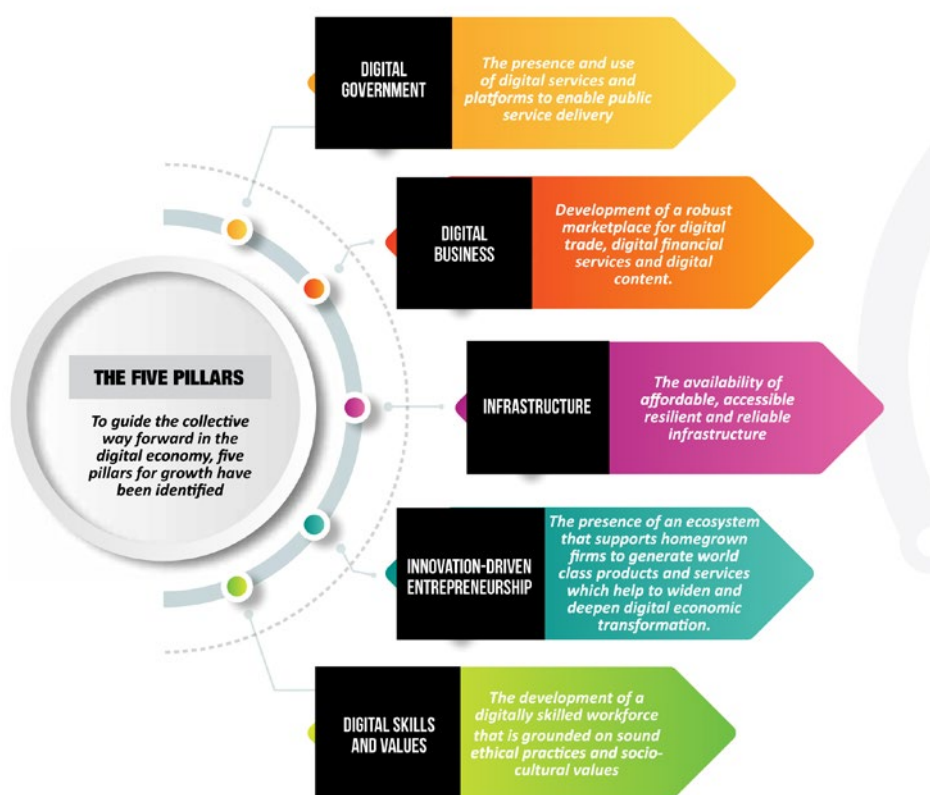 THE FIVE PILLARS
To guide the collective
way forward in the
digital economy, five
pillars for growth have
been identified
DIGITAL
GOVERNMENT
The presence and use
of digital services and
platforms to enable public
service delivery
DIGITAL
BUSINESS
Development of a robust
marketplace for digital
trade, digital financial
services and digital
content.
INFRASTRUCTURE
The availability of
affordable, accessible
resilient and reliable
infrastructure
INNOVATION-DRIVEN
ENTREPRENEURSHIP
The presence of an ecosystem
that supports homegrown
firms to generate world
class products and services
which help to widen and
deepen digital economic
transformation.
DIGITAL SKILLS
AND VALUES
The development of a
digitally skilled workforce
that is grounded on sound
ethical practices and socio-
cultural values